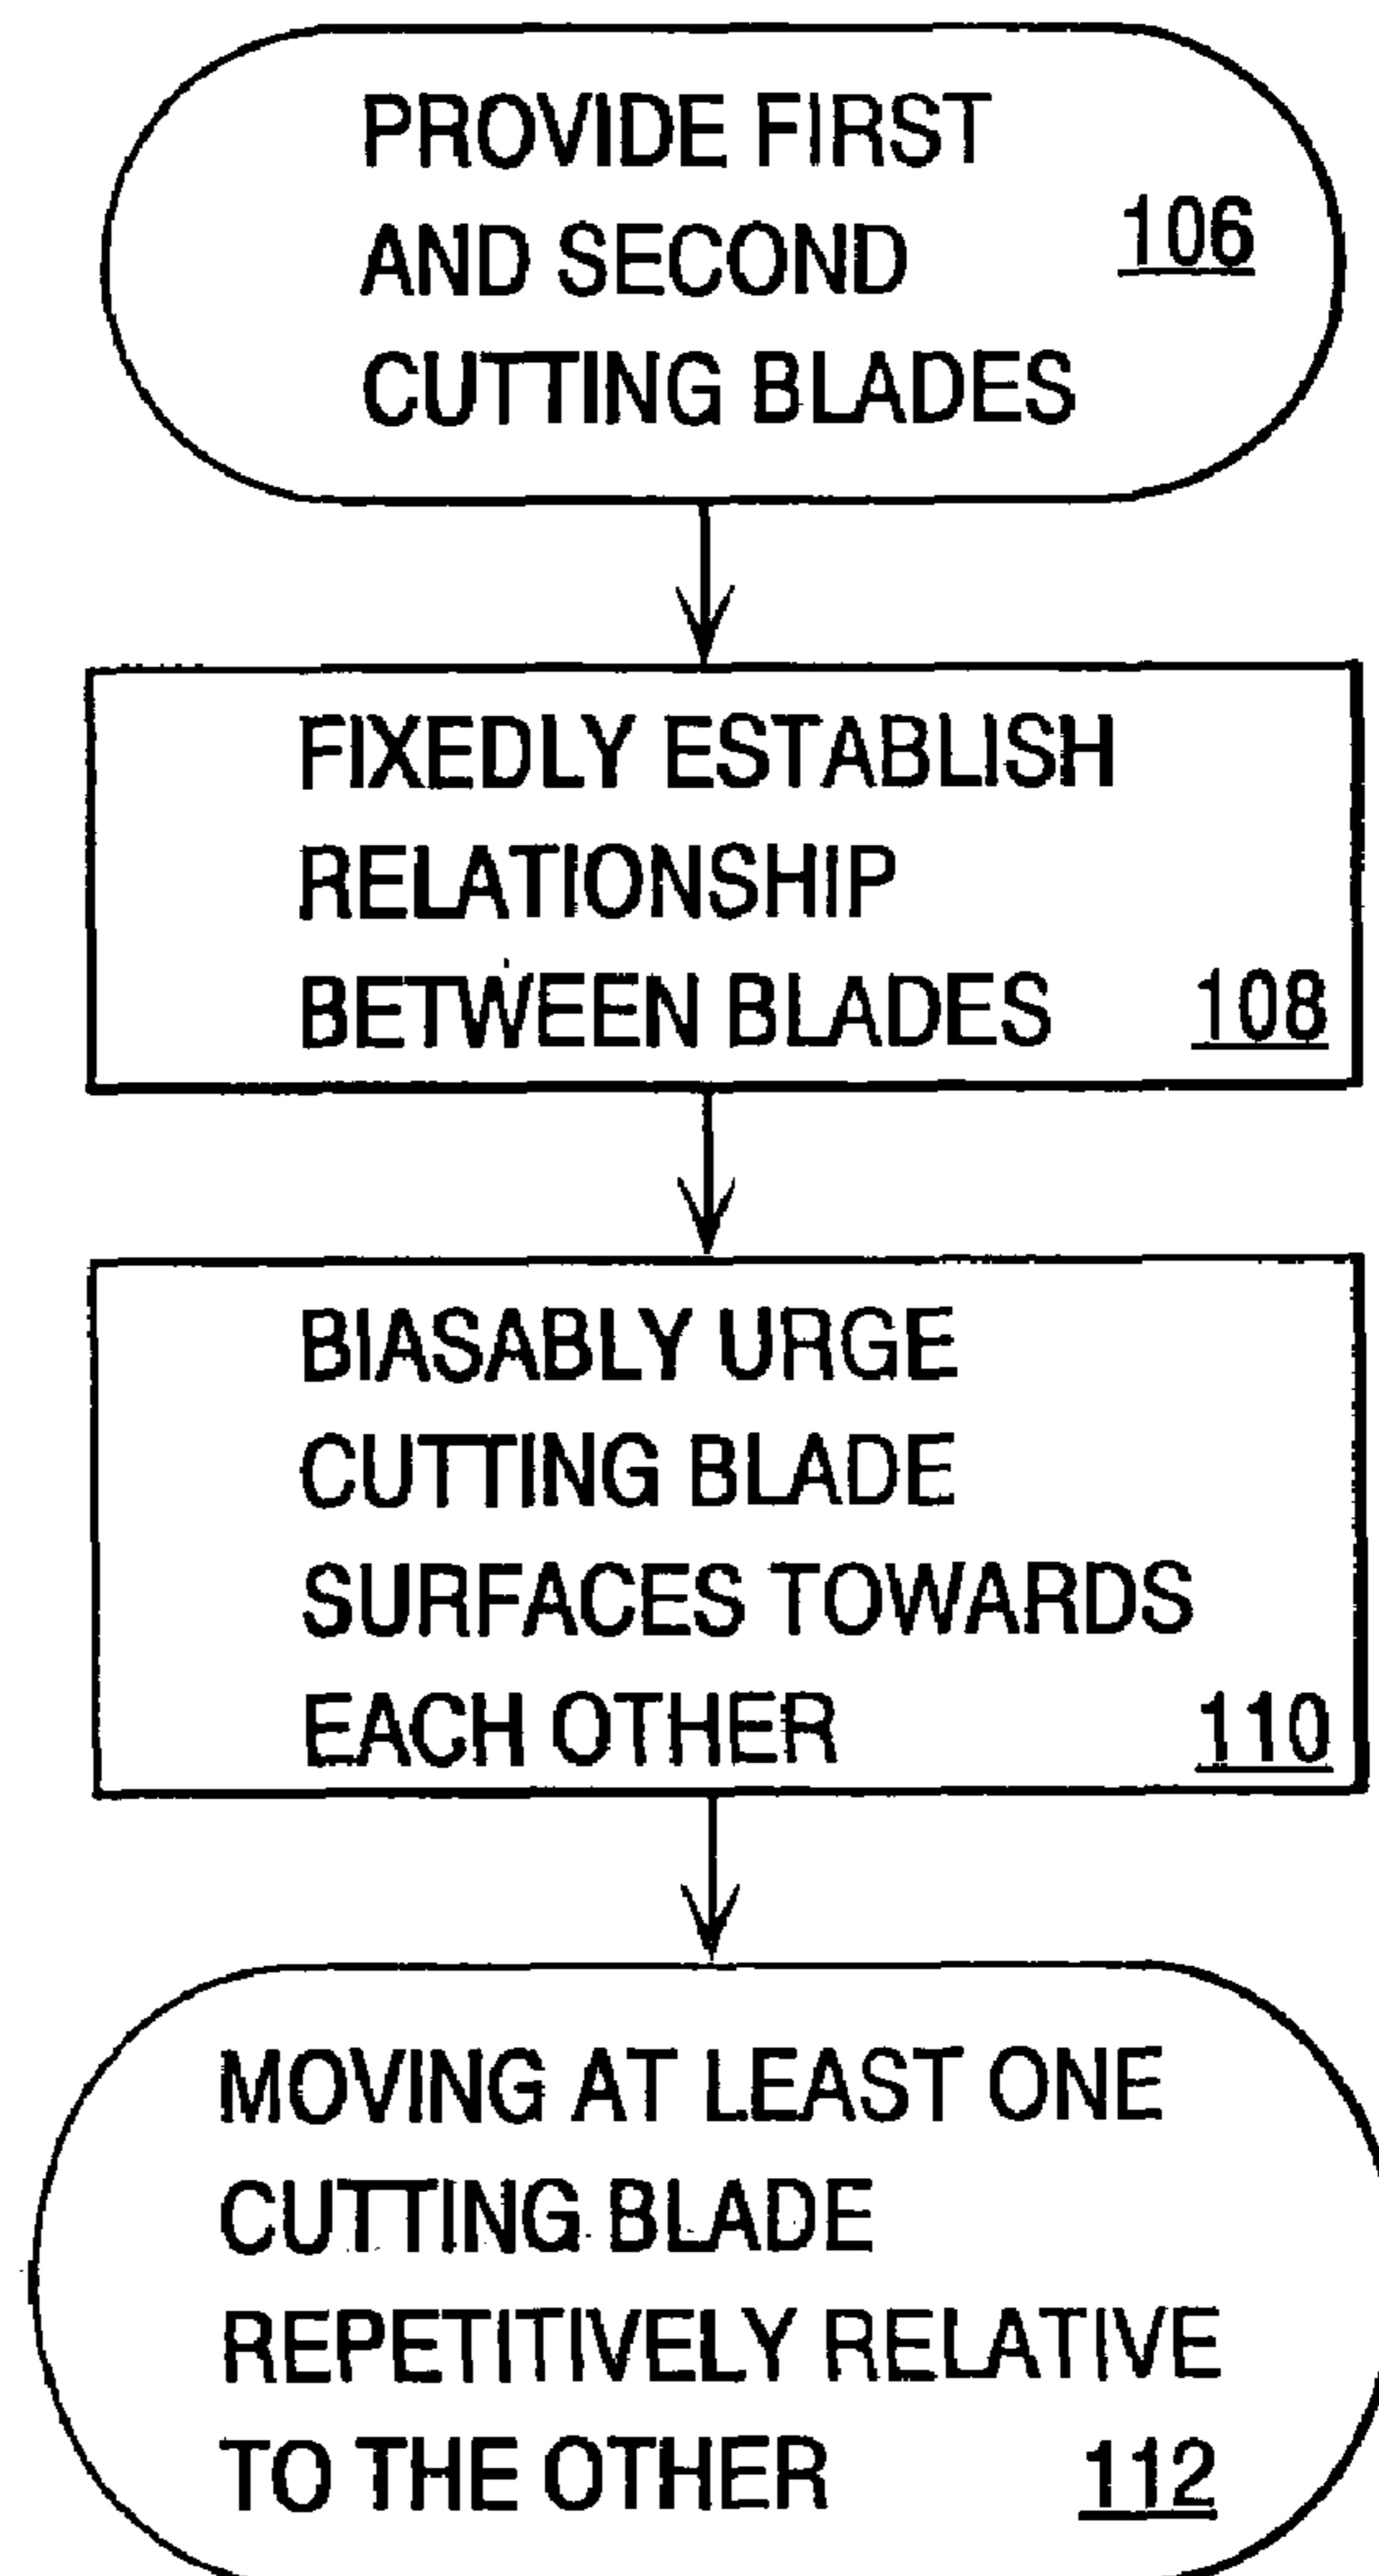 PROVIDE FIRST
AND SECOND 106
CUTTING BLADES
FIXEDLY ESTABLISH
RELATIONSHIP
BETWEEN BLADES 108
BIASABLY URGE
CUTTING BLADE
SURFACES TOWARDS
EACH OTHER 110
MOVING AT LEAST ONE
CUTTING BLADE
REPETITIVELY RELATIVE
TO THE OTHER 112